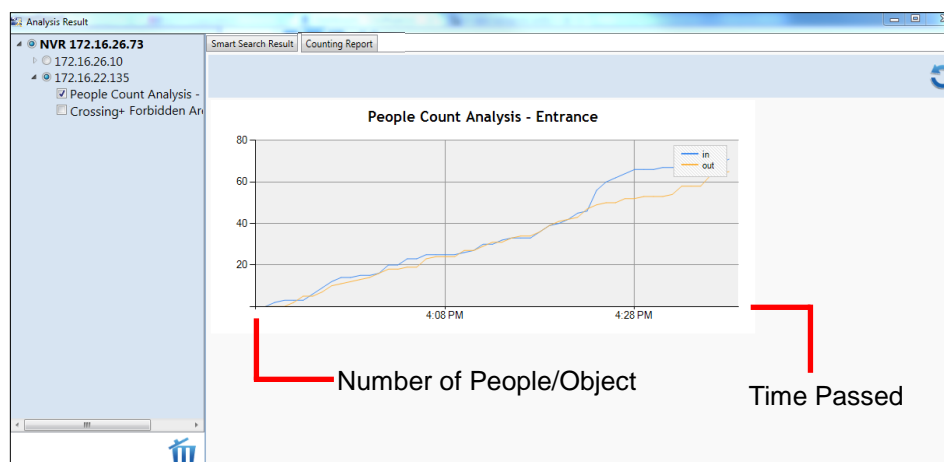 Analysis Result
NVR 172.16.26.73
172.16.26.10
172.16.22.135
People Count Analysis -
Crossing+ Forbidden Are
Smart Search Result
Counting Report
People Count Analysis - Entrance
80
60
40
20
in
out
4:08 PM
4:28 PM
Number of People/Object
Time Passed